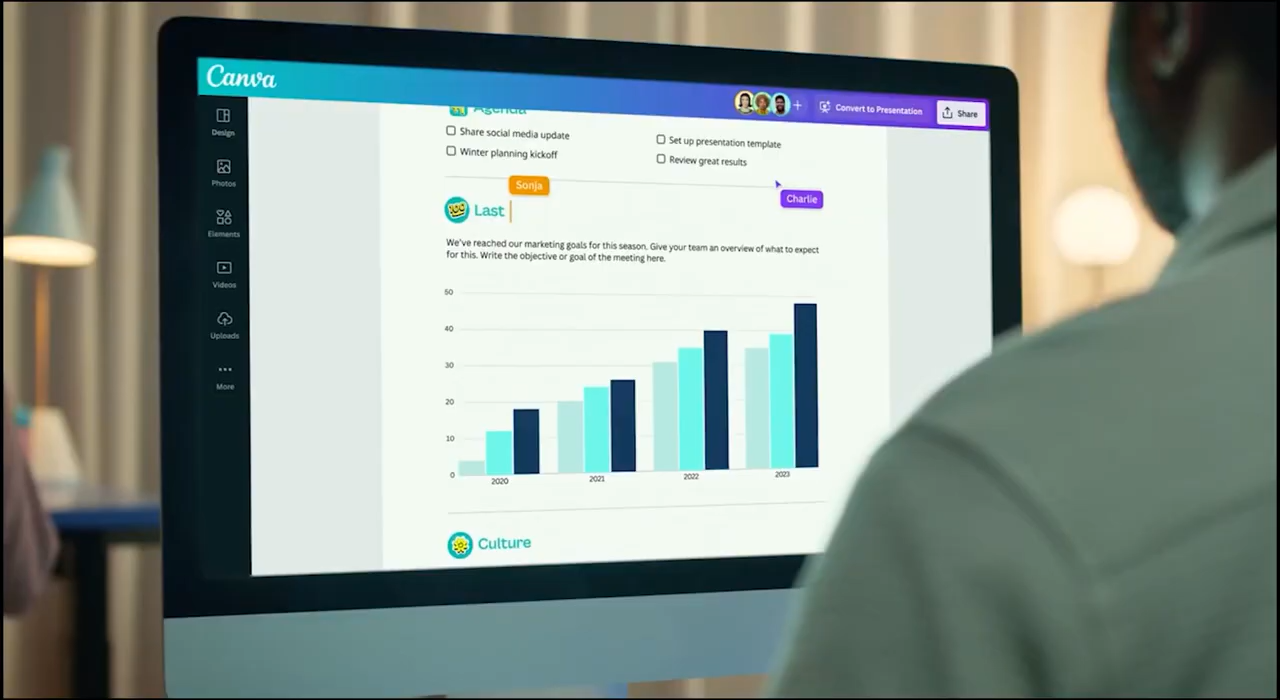 Canva
Convert to Presentation
Share
Design
Photos
Elements
Videos
Uploads
More
Agenda
Share social media update
Winter planning kickoff
Set up presentation template
Review great results
Sonja
Charlie
Last
We've reached our marketing goals for this season. Give your team an overview of what to expect
for this. Write the objective or goal of the meeting here.
50
40
30
20
10
0
2020 2021 2022 2023
Culture